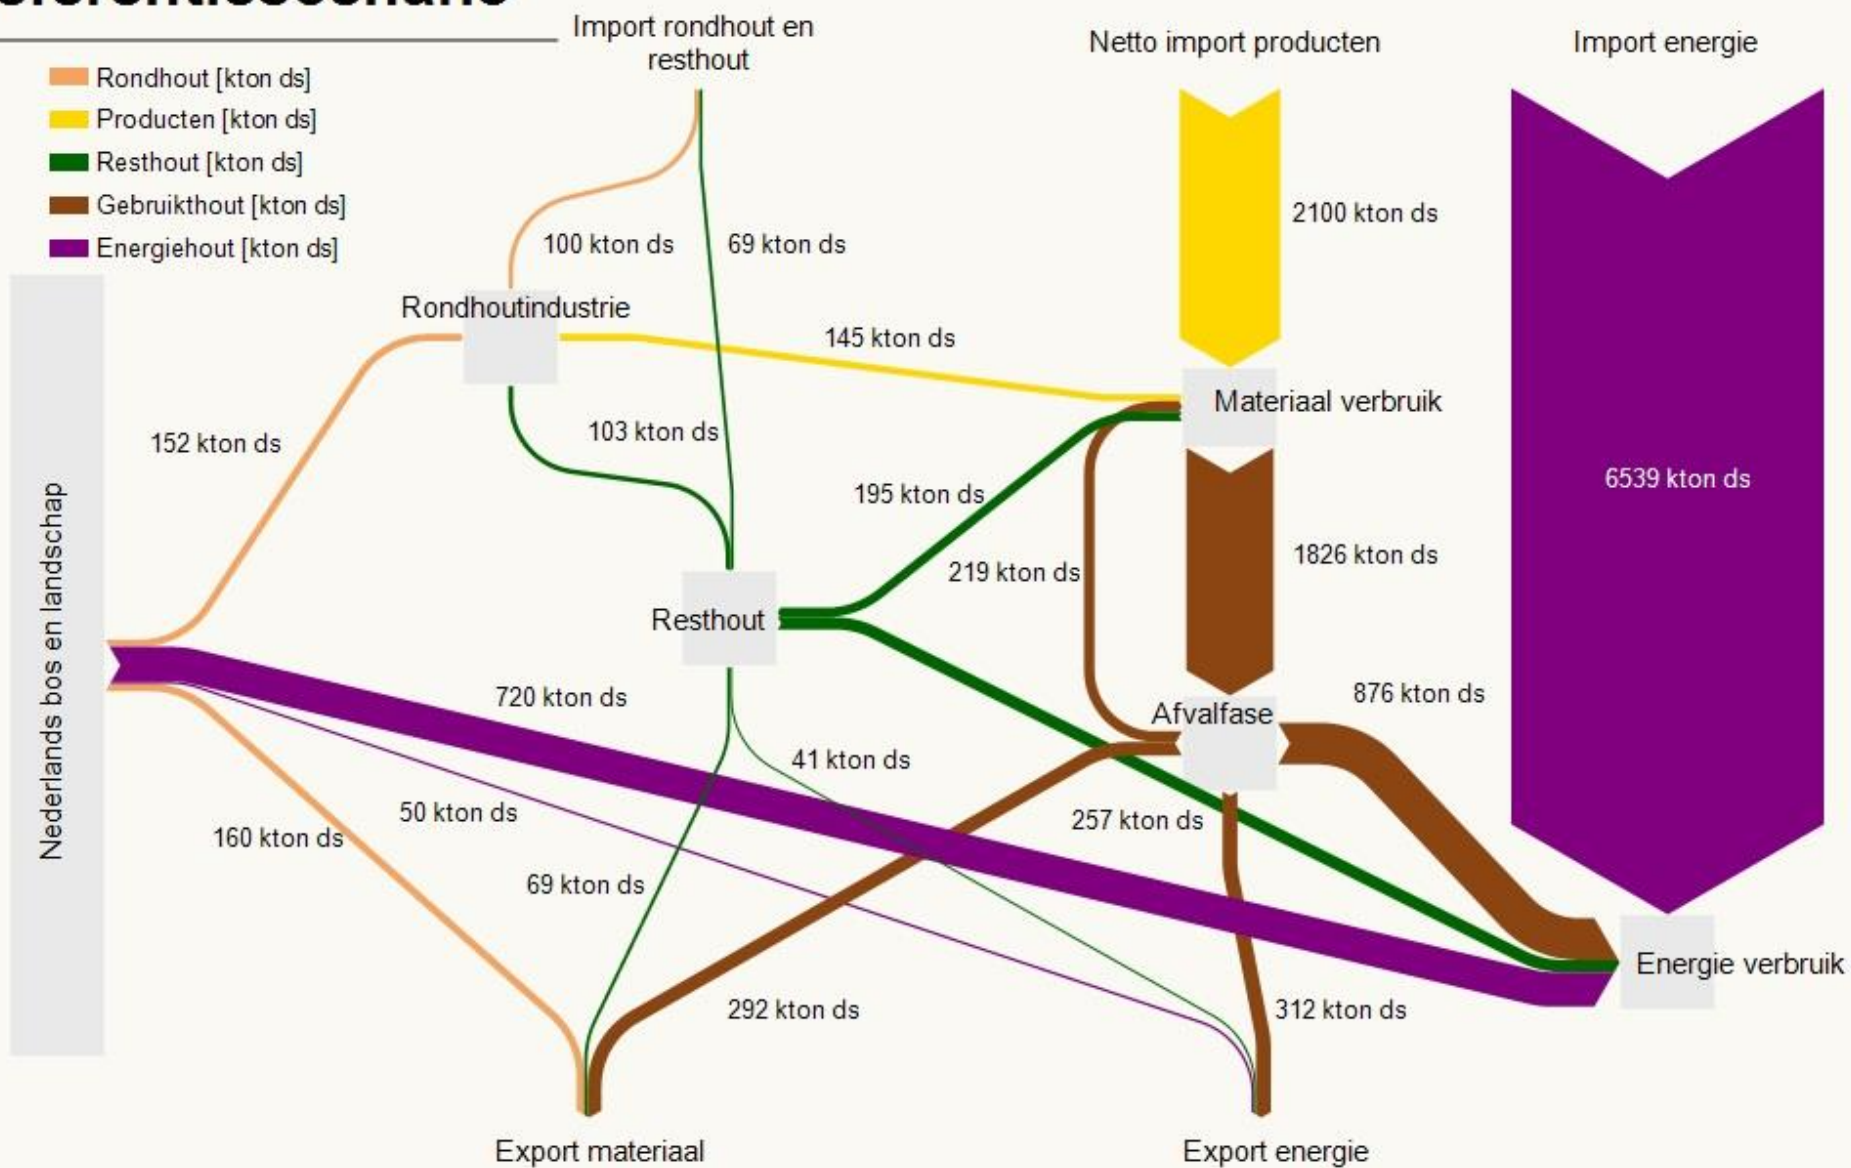 Import rondhout en
resthout
Netto import producten
Import energie
Rondhout [kton ds]
Producten [kton ds]
Resthout [kton ds]
Gebruikthout [kton ds]
Energiehout [kton ds]
2100 kton ds
100 kton ds
69 kton ds
Rondhoutindustrie
145 kton ds
Materiaal verbruik
152 kton ds
103 kton ds
6539 kton ds
195 kton ds
1826 kton ds
219 kton ds
Nederlands bos en landschap
Resthout
720 kton ds
876 kton ds
Afvalfase
41 kton ds
50 kton ds
257 kton ds
160 kton ds
69 kton ds
Energie verbruik
292 kton ds
312 kton ds
Export materiaal
Export energie